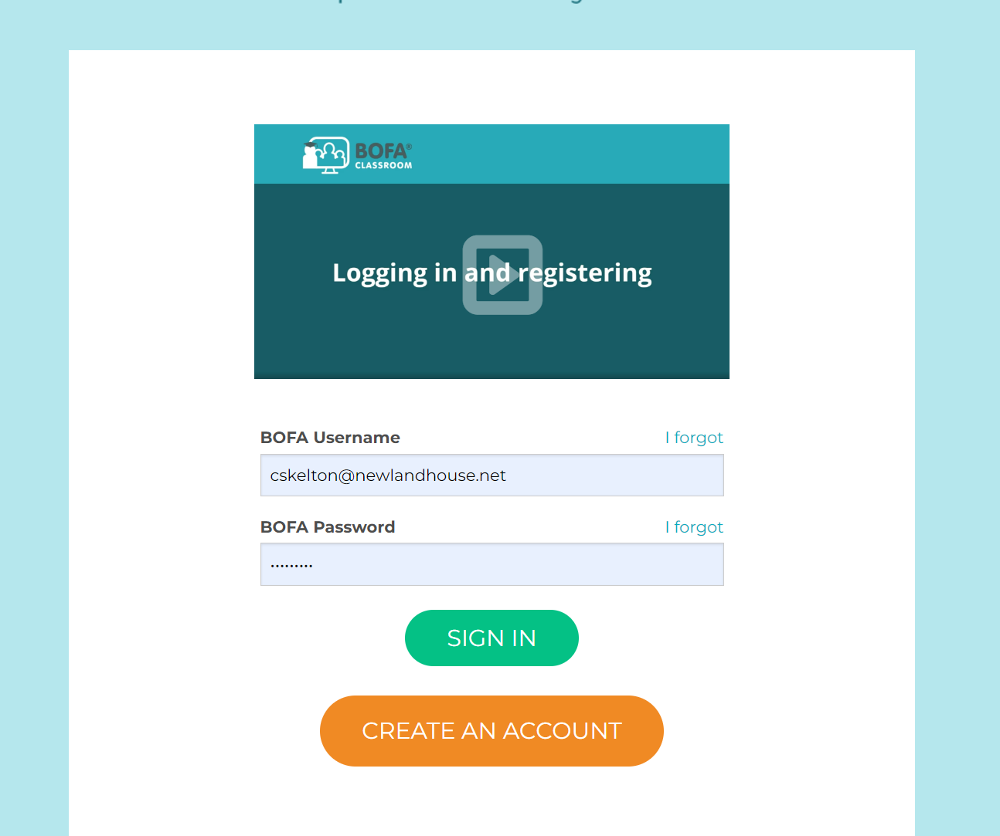 BOFA®
CLASSROOM
Logging in and registering
BOFA Username
I forgot
cskelton@newlandhouse.net
BOFA Password
I forgot
•••••••••
SIGN IN
CREATE AN ACCOUNT